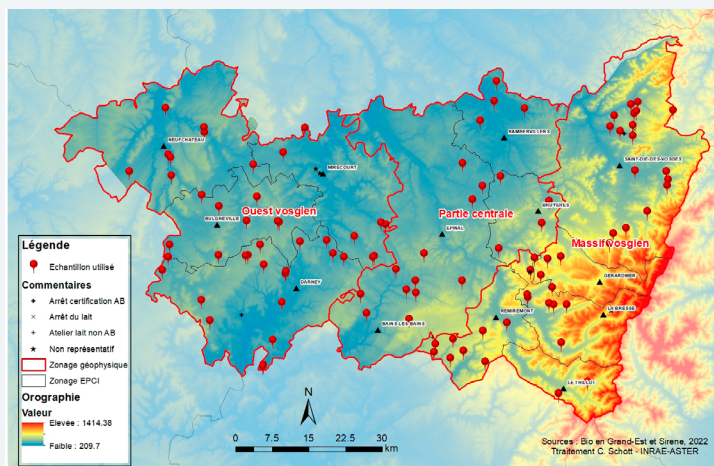 NEUFCHATEAU
MIRECOURT
RAMBERVILLERS
SAINT-DIE-DES-VOSGES
BULGNEVILLE
Ouest vosgien
Partie centrale
BRUYERES
EPINAL
Massif vosgien
DARNEY
GERARDMER
LA BRESSE
REMIREMONT
BAINS LES BAINS
LE THILLOT
Légende
Echantillon utilisé
Commentaires
Arrêt certification AB
Arrêt du lait
Atelier lait non AB
Non représentatif
Zonage géophysique
Zonage EPCI
Orographie
Valeur
Elevée : 1414.38
Faible : 209.7
N
0 7.5 15 22.5 30
km
Sources : Bio en Grand-Est et Sirene, 2022
Ttraitement C. Schott - INRAE-ASTER